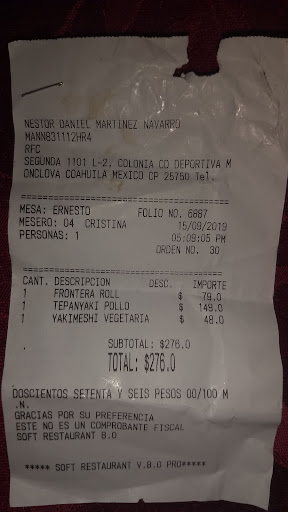 NESTOR DANIEL MARTINEZ NAVARRO
MANN831112HR4
RFC
SEGUNDA 1101 L-2, COLONIA CD DEPORTIVA M
ONCLOVA COAHUILA MEXICO CP 25750 Tel.
MESA: ERNESTO FOLIO NO. 6887
MESERO: 04 CRISTINA 15/09/2019
PERSONAS: 1 05:09:05 PM
ORDEN NO. 30
CANT. DESCRIPCION DESC. IMPORTE
1 FRONTERA ROLL $ 79.0
1 TEPANYAKI POLLO $ 149.0
1 YAKIMESHI VEGETARIA $ 48.0
SUBTOTAL: $276.0
TOTAL: $276.0
DOSCIENTOS SETENTA Y SEIS PESOS 00/100 M
.N.
GRACIAS POR SU PREFERENCIA
ESTE NO ES UN COMPROBANTE FISCAL
SOFT RESTAURANT 8.0
***** SOFT RESTAURANT V.8.0 PRO*****